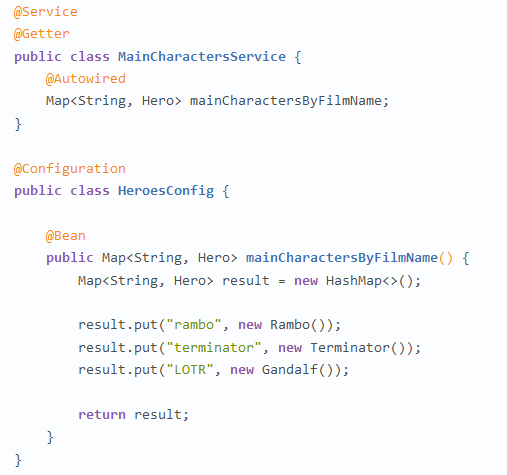 @Service
@Getter
public class MainCharactersService {
    @Autowired
    Map<String, Hero> mainCharactersByFilmName;
}
@Configuration
public class HeroesConfig {
    @Bean
    public Map<String, Hero> mainCharactersByFilmName() {
        Map<String, Hero> result = new HashMap<>();
        result.put("rambo", new Rambo());
        result.put("terminator", new Terminator());
        result.put("LOTR", new Gandalf());
        return result;
    }
}